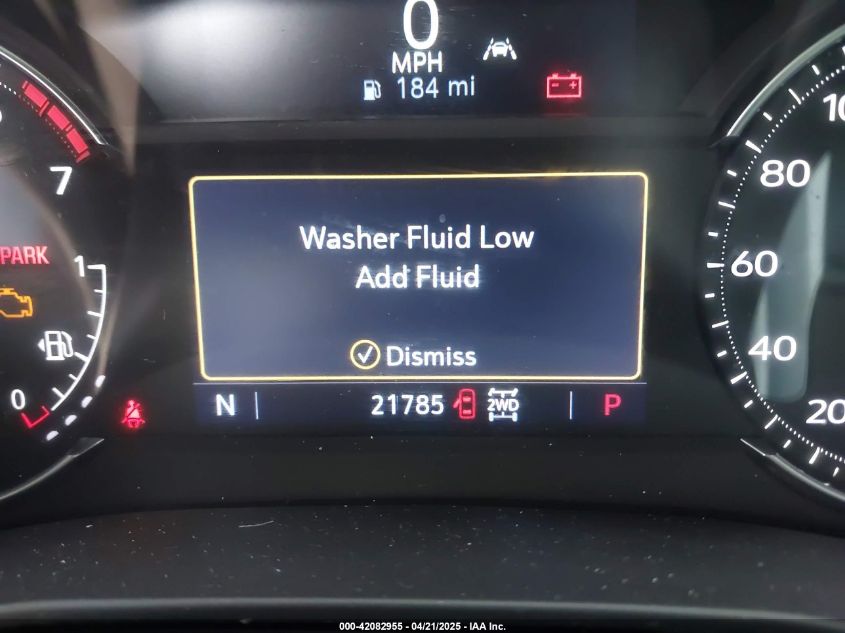 0
MPH
184 mi
7
PARK
1
0
Washer Fluid Low
Add Fluid
Dismiss
N
21785
2WD
P
80
60
40
20
000-42082955 - 04/21/2025 - IAA Inc.